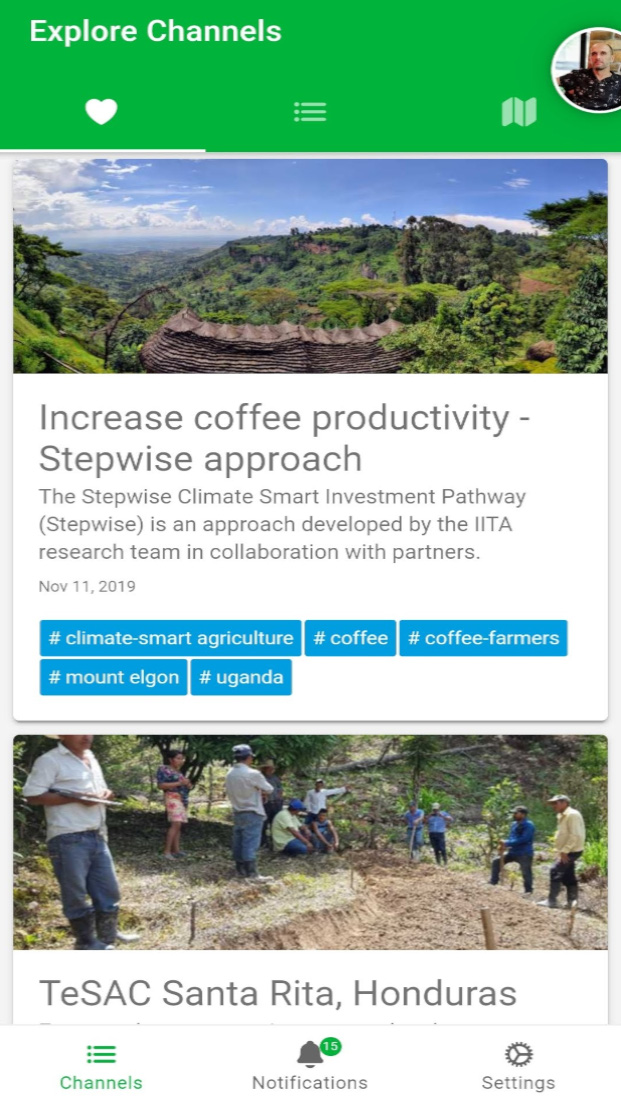 Explore Channels
Increase coffee productivity -
Stepwise approach
The Stepwise Climate Smart Investment Pathway
(Stepwise) is an approach developed by the IITA
research team in collaboration with partners.
Nov 11, 2019
# climate-smart agriculture # coffee # coffee-farmers
# mount elgon # uganda
TeSAC Santa Rita, Honduras
15
Channels Notifications Settings